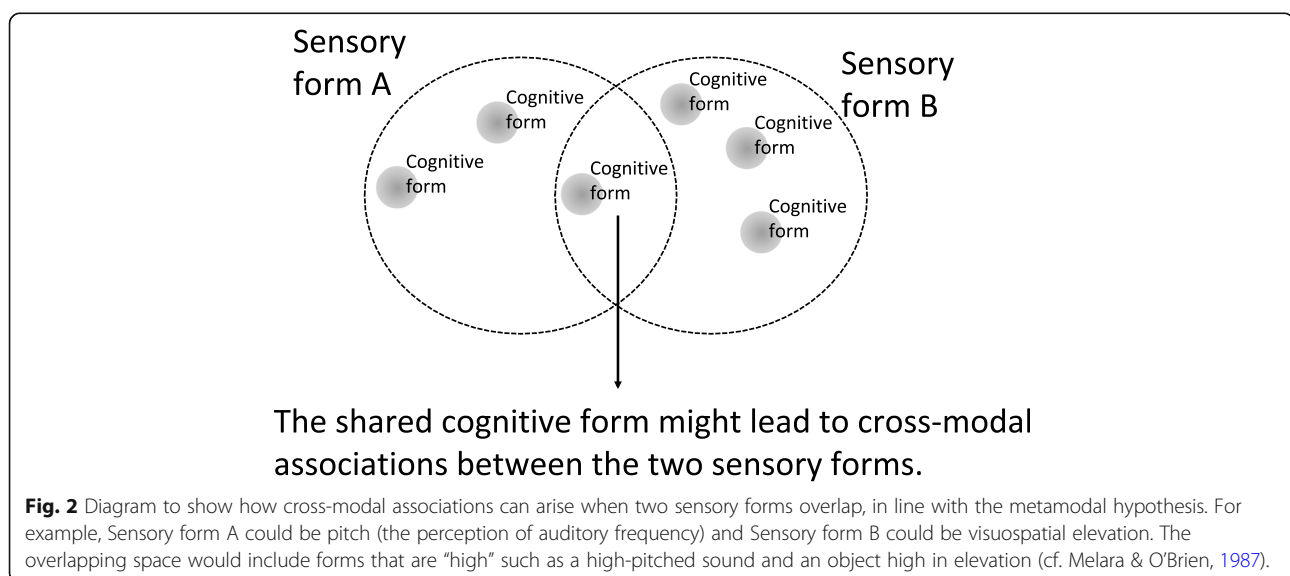 Sensory
form A
Sensory
form B
Cognitive
form
Cognitive
form
Cognitive
form
Cognitive
form
Cognitive
form
Cognitive
form
The shared cognitive form might lead to cross-modal
associations between the two sensory forms.
Fig. 2 Diagram to show how cross-modal associations can arise when two sensory forms overlap, in line with the metamodal hypothesis. For
example, Sensory form A could be pitch (the perception of auditory frequency) and Sensory form B could be visuospatial elevation. The
overlapping space would include forms that are “high” such as a high-pitched sound and an object high in elevation (cf. Melara & O’Brien, 1987).